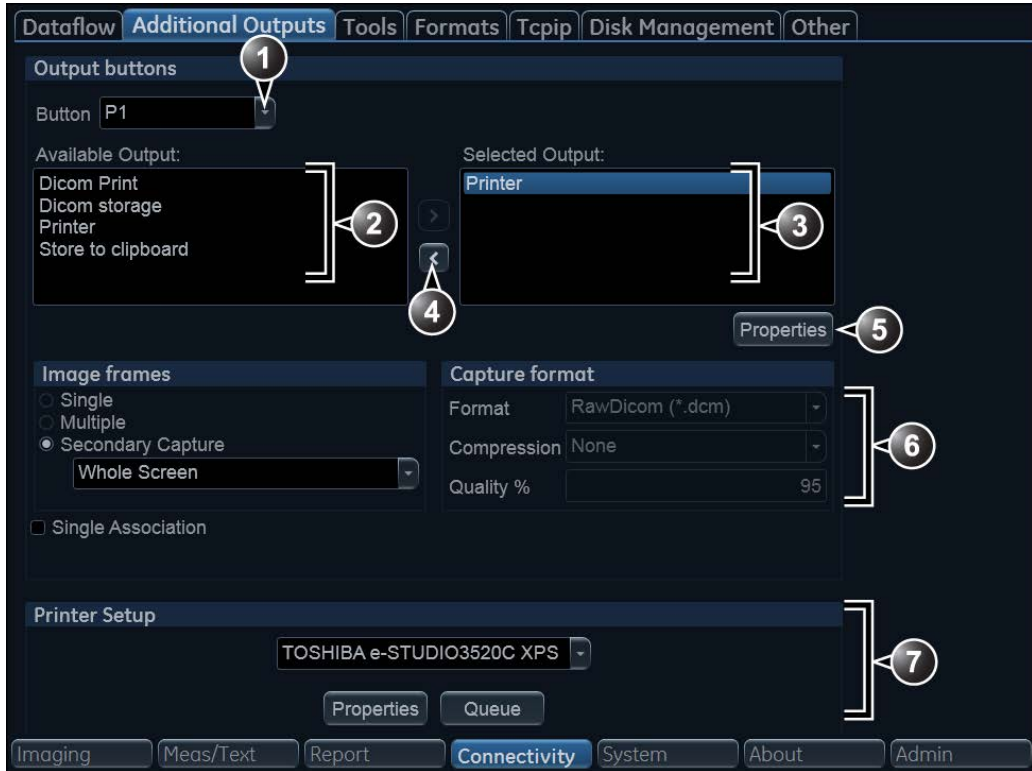 Dataflow Additional Outputs Tools Formats Tcpip Disk Management Other
Output buttons
1
Button P1
Available Output:
Dicom Print
Dicom storage
Printer
Store to clipboard
2
>
<
4
Selected Output:
Printer
3
Properties 5
Image frames
Single
Multiple
Secondary Capture
Whole Screen
Single Association
Capture format
Format RawDicom (*.dcm)
Compression None
Quality % 95
6
Printer Setup
TOSHIBA e-STUDIO3520C XPS
7
Properties Queue
Imaging Meas/Text Report Connectivity System About Admin